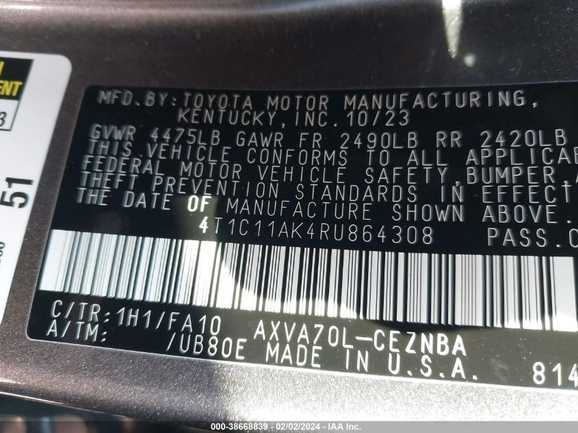 MFD.BY:TOYOTA MOTOR MANUFACTURING,
KENTUCKY, INC. 10/23
GVWR 4475LB GAWR FR 2490LB RR 2420LB
THIS VEHICLE CONFORMS TO ALL
FEDERAL MOTOR VEHICLE SAFETY, BUMPER
THEFT PREVENTION STANDARDS IN EFFECT
THE DATE OF MANUFACTURE SHOWN ABOVE.
4T1C11AK4RU864308 PASS.
C/TR:1H1/FA10 AXVA70L-CEZNBA
A/TM: /UB80E MADE IN U.S.A. 814
51
000-38668839 - 02/02/2024 - IAA Inc.